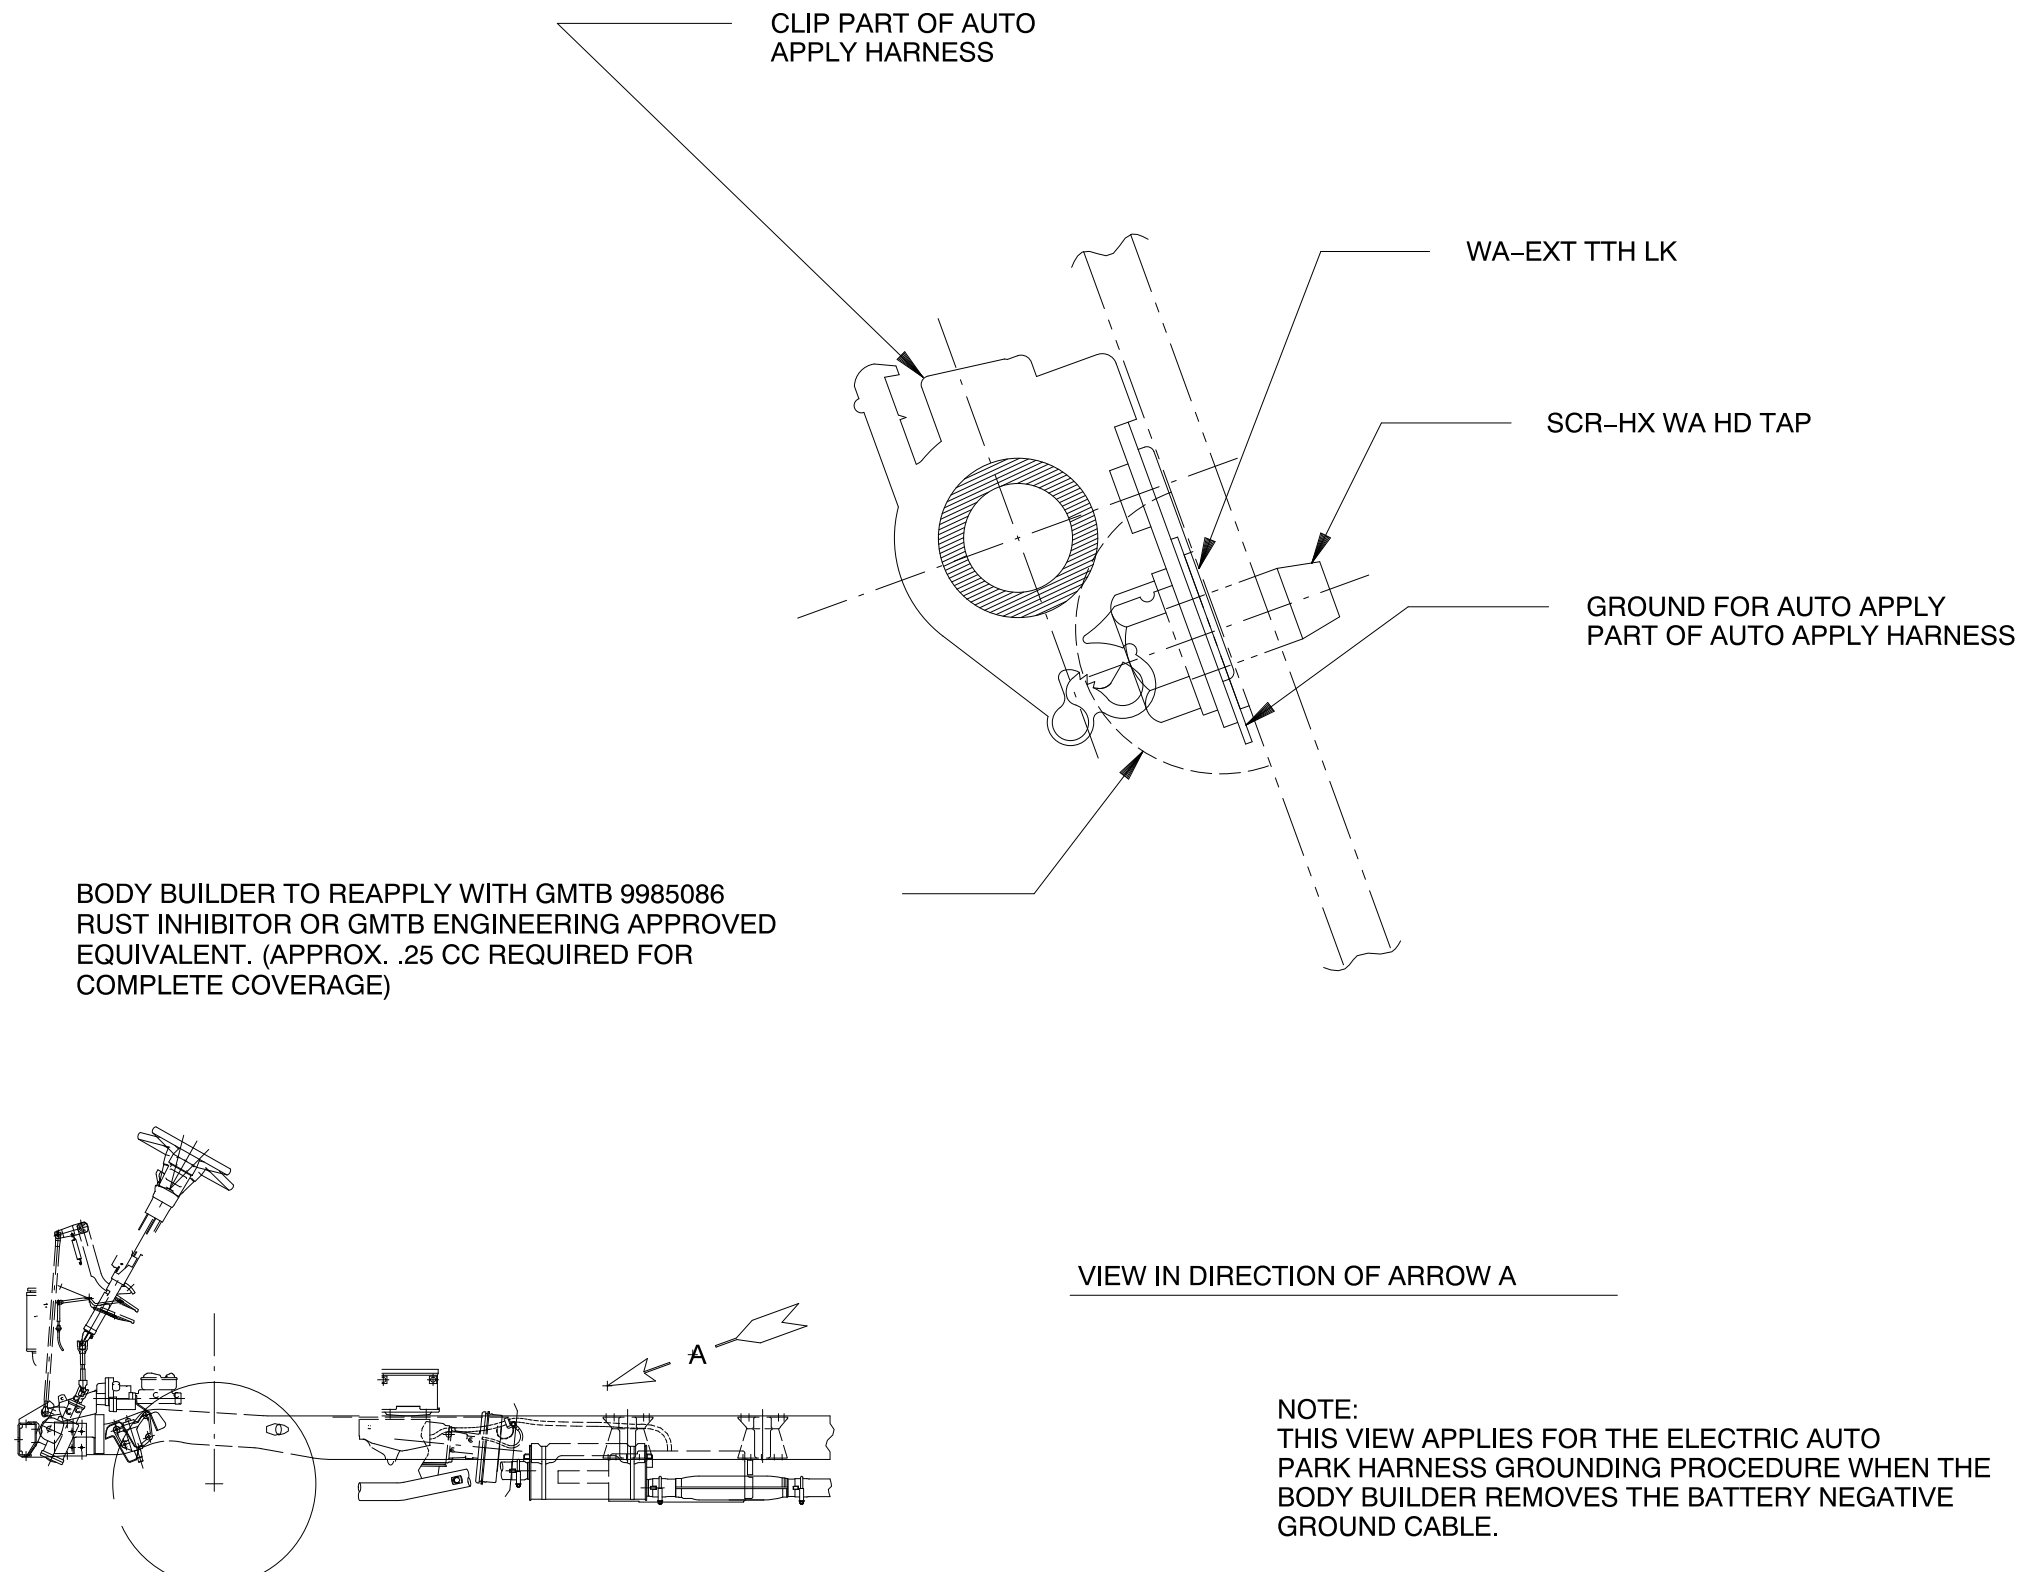 CLIP PART OF AUTO
APPLY HARNESS
WA–EXT TTH LK
SCR–HX WA HD TAP
GROUND FOR AUTO APPLY
PART OF AUTO APPLY HARNESS
BODY BUILDER TO REAPPLY WITH GMTB 9985086
RUST INHIBITOR OR GMTB ENGINEERING APPROVED
EQUIVALENT. (APPROX. .25 CC REQUIRED FOR
COMPLETE COVERAGE)
VIEW IN DIRECTION OF ARROW A
A
NOTE:
THIS VIEW APPLIES FOR THE ELECTRIC AUTO
PARK HARNESS GROUNDING PROCEDURE WHEN THE
BODY BUILDER REMOVES THE BATTERY NEGATIVE
GROUND CABLE.